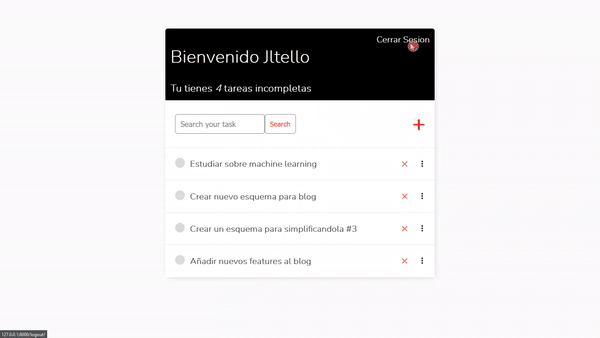 Cerrar Sesion
Bienvenido Jltello
Tu tienes 4 tareas incompletas
Search your task
Search
Estudiar sobre machine learning
Crear nuevo esquema para blog
Crear un esquema para simplificandola #3
Añadir nuevos features al blog
127.0.0.1:8000/logout/